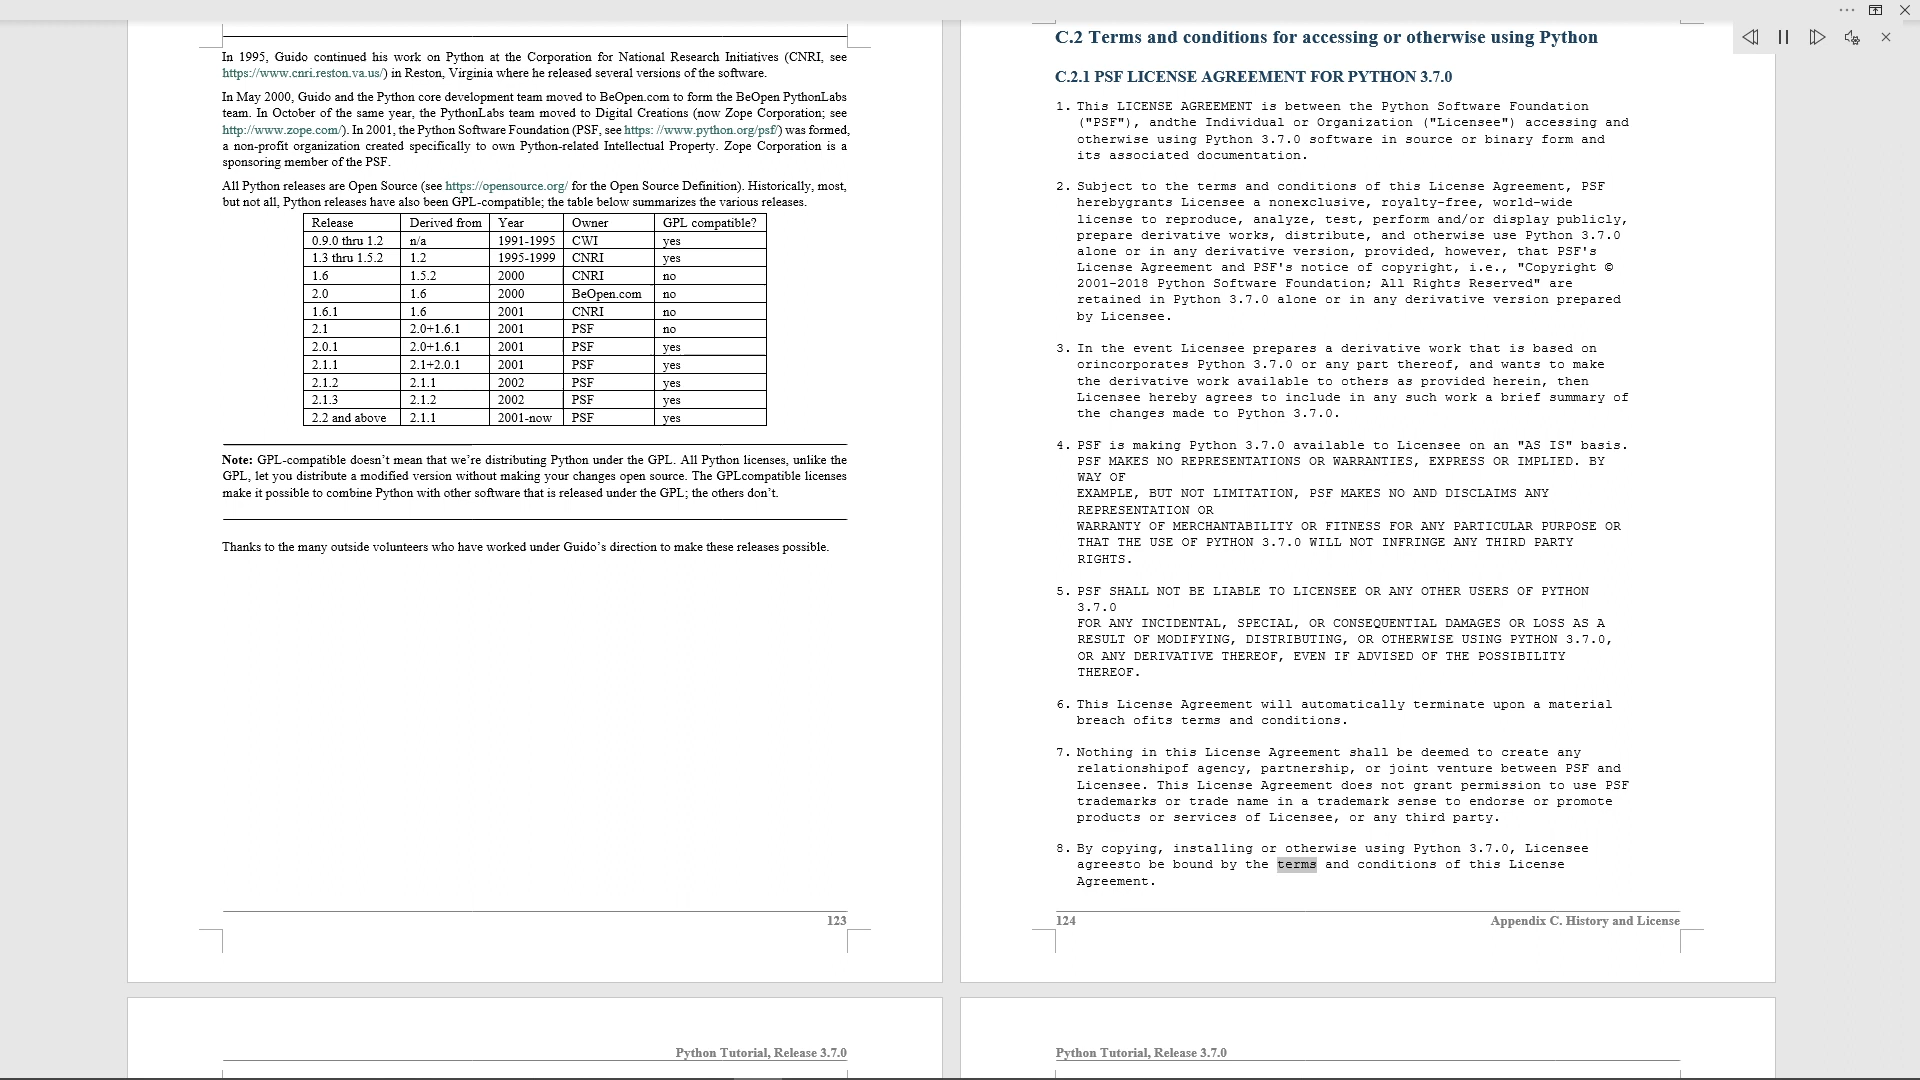 In 1995, Guido continued his work on Python at the Corporation for National Research Initiatives (CNRI, see
https://www.cnri.reston.va.us/) in Reston, Virginia where he released several versions of the software.
In May 2000, Guido and the Python core development team moved to BeOpen.com to form the BeOpen PythonLabs
team. In October of the same year, the PythonLabs team moved to Digital Creations (now Zope Corporation; see
http://www.zope.com/). In 2001, the Python Software Foundation (PSF, see https: //www.python.org/psf/) was formed,
a non-profit organization created specifically to own Python-related Intellectual Property. Zope Corporation is a
sponsoring member of the PSF.
All Python releases are Open Source (see https://opensource.org/ for the Open Source Definition). Historically, most,
but not all, Python releases have also been GPL-compatible; the table below summarizes the various releases.
Release Derived from Year Owner GPL compatible?
0.9.0 thru 1.2 n/a 1991-1995 CWI yes
1.3 thru 1.5.2 1.2 1995-1999 CNRI yes
1.6 1.5.2 2000 CNRI no
2.0 1.6 2000 BeOpen.com no
1.6.1 1.6 2001 CNRI no
2.1 2.0+1.6.1 2001 PSF no
2.0.1 2.0+1.6.1 2001 PSF yes
2.1.1 2.1+2.0.1 2001 PSF yes
2.1.2 2.1.1 2002 PSF yes
2.1.3 2.1.2 2002 PSF yes
2.2 and above 2.1.1 2001-now PSF yes
Note: GPL-compatible doesn’t mean that we’re distributing Python under the GPL. All Python licenses, unlike the
GPL, let you distribute a modified version without making your changes open source. The GPLcompatible licenses
make it possible to combine Python with other software that is released under the GPL; the others don’t.
Thanks to the many outside volunteers who have worked under Guido’s direction to make these releases possible.
123
C.2 Terms and conditions for accessing or otherwise using Python
C.2.1 PSF LICENSE AGREEMENT FOR PYTHON 3.7.0
1. This LICENSE AGREEMENT is between the Python Software Foundation
("PSF"), andthe Individual or Organization ("Licensee") accessing and
otherwise using Python 3.7.0 software in source or binary form and
its associated documentation.
2. Subject to the terms and conditions of this License Agreement, PSF
herebygrants Licensee a nonexclusive, royalty-free, world-wide
license to reproduce, analyze, test, perform and/or display publicly,
prepare derivative works, distribute, and otherwise use Python 3.7.0
alone or in any derivative version, provided, however, that PSF's
License Agreement and PSF's notice of copyright, i.e., "Copyright ©
2001-2018 Python Software Foundation; All Rights Reserved" are
retained in Python 3.7.0 alone or in any derivative version prepared
by Licensee.
3. In the event Licensee prepares a derivative work that is based on
orincorporates Python 3.7.0 or any part thereof, and wants to make
the derivative work available to others as provided herein, then
Licensee hereby agrees to include in any such work a brief summary of
the changes made to Python 3.7.0.
4. PSF is making Python 3.7.0 available to Licensee on an "AS IS" basis.
PSF MAKES NO REPRESENTATIONS OR WARRANTIES, EXPRESS OR IMPLIED. BY
WAY OF
EXAMPLE, BUT NOT LIMITATION, PSF MAKES NO AND DISCLAIMS ANY
REPRESENTATION OR
WARRANTY OF MERCHANTABILITY OR FITNESS FOR ANY PARTICULAR PURPOSE OR
THAT THE USE OF PYTHON 3.7.0 WILL NOT INFRINGE ANY THIRD PARTY
RIGHTS.
5. PSF SHALL NOT BE LIABLE TO LICENSEE OR ANY OTHER USERS OF PYTHON
3.7.0
FOR ANY INCIDENTAL, SPECIAL, OR CONSEQUENTIAL DAMAGES OR LOSS AS A
RESULT OF MODIFYING, DISTRIBUTING, OR OTHERWISE USING PYTHON 3.7.0,
OR ANY DERIVATIVE THEREOF, EVEN IF ADVISED OF THE POSSIBILITY
THEREOF.
6. This License Agreement will automatically terminate upon a material
breach ofits terms and conditions.
7. Nothing in this License Agreement shall be deemed to create any
relationshipof agency, partnership, or joint venture between PSF and
Licensee. This License Agreement does not grant permission to use PSF
trademarks or trade name in a trademark sense to endorse or promote
products or services of Licensee, or any third party.
8. By copying, installing or otherwise using Python 3.7.0, Licensee
agreesto be bound by the terms and conditions of this License
Agreement.
124 Appendix C. History and License
Python Tutorial, Release 3.7.0
Python Tutorial, Release 3.7.0